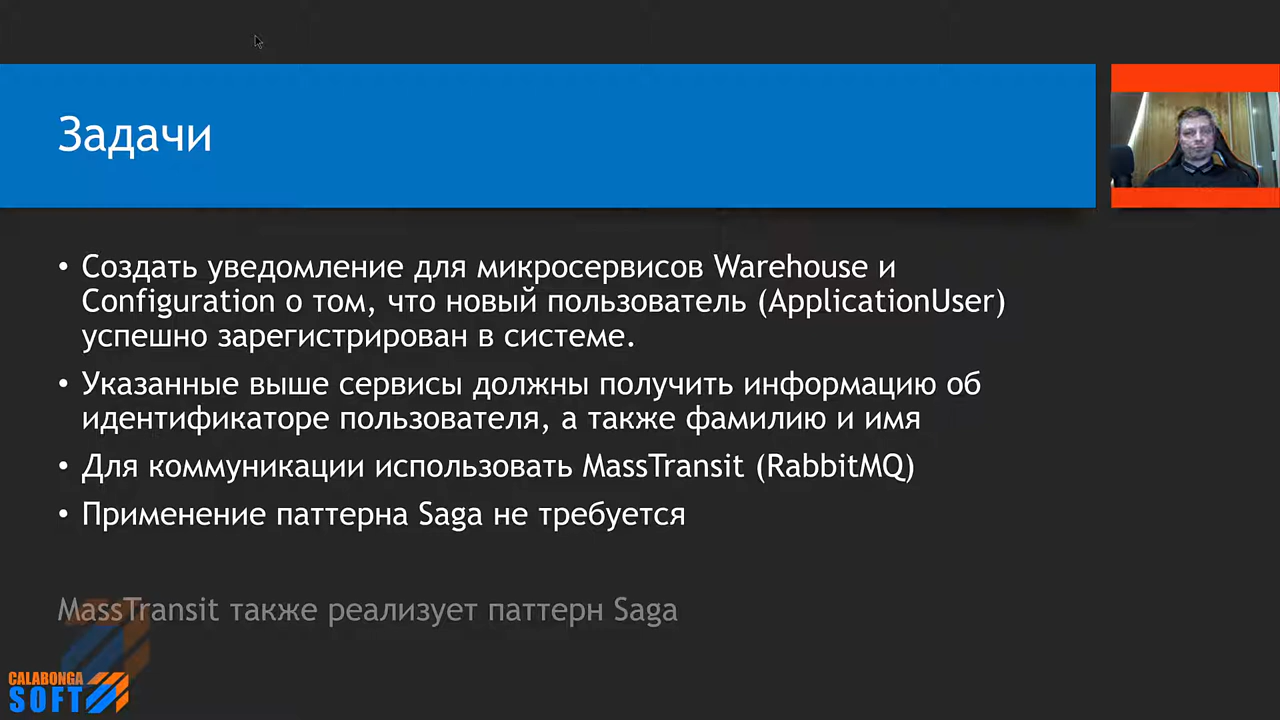 Задачи
• Создать уведомление для микросервисов Warehouse и
Configuration о том, что новый пользователь (ApplicationUser)
успешно зарегистрирован в системе.
• Указанные выше сервисы должны получить информацию об
идентификаторе пользователя, а также фамилию и имя
• Для коммуникации использовать MassTransit (RabbitMQ)
• Применение паттерна Saga не требуется
MassTransit также реализует паттерн Saga
CALABONGA
SOFT